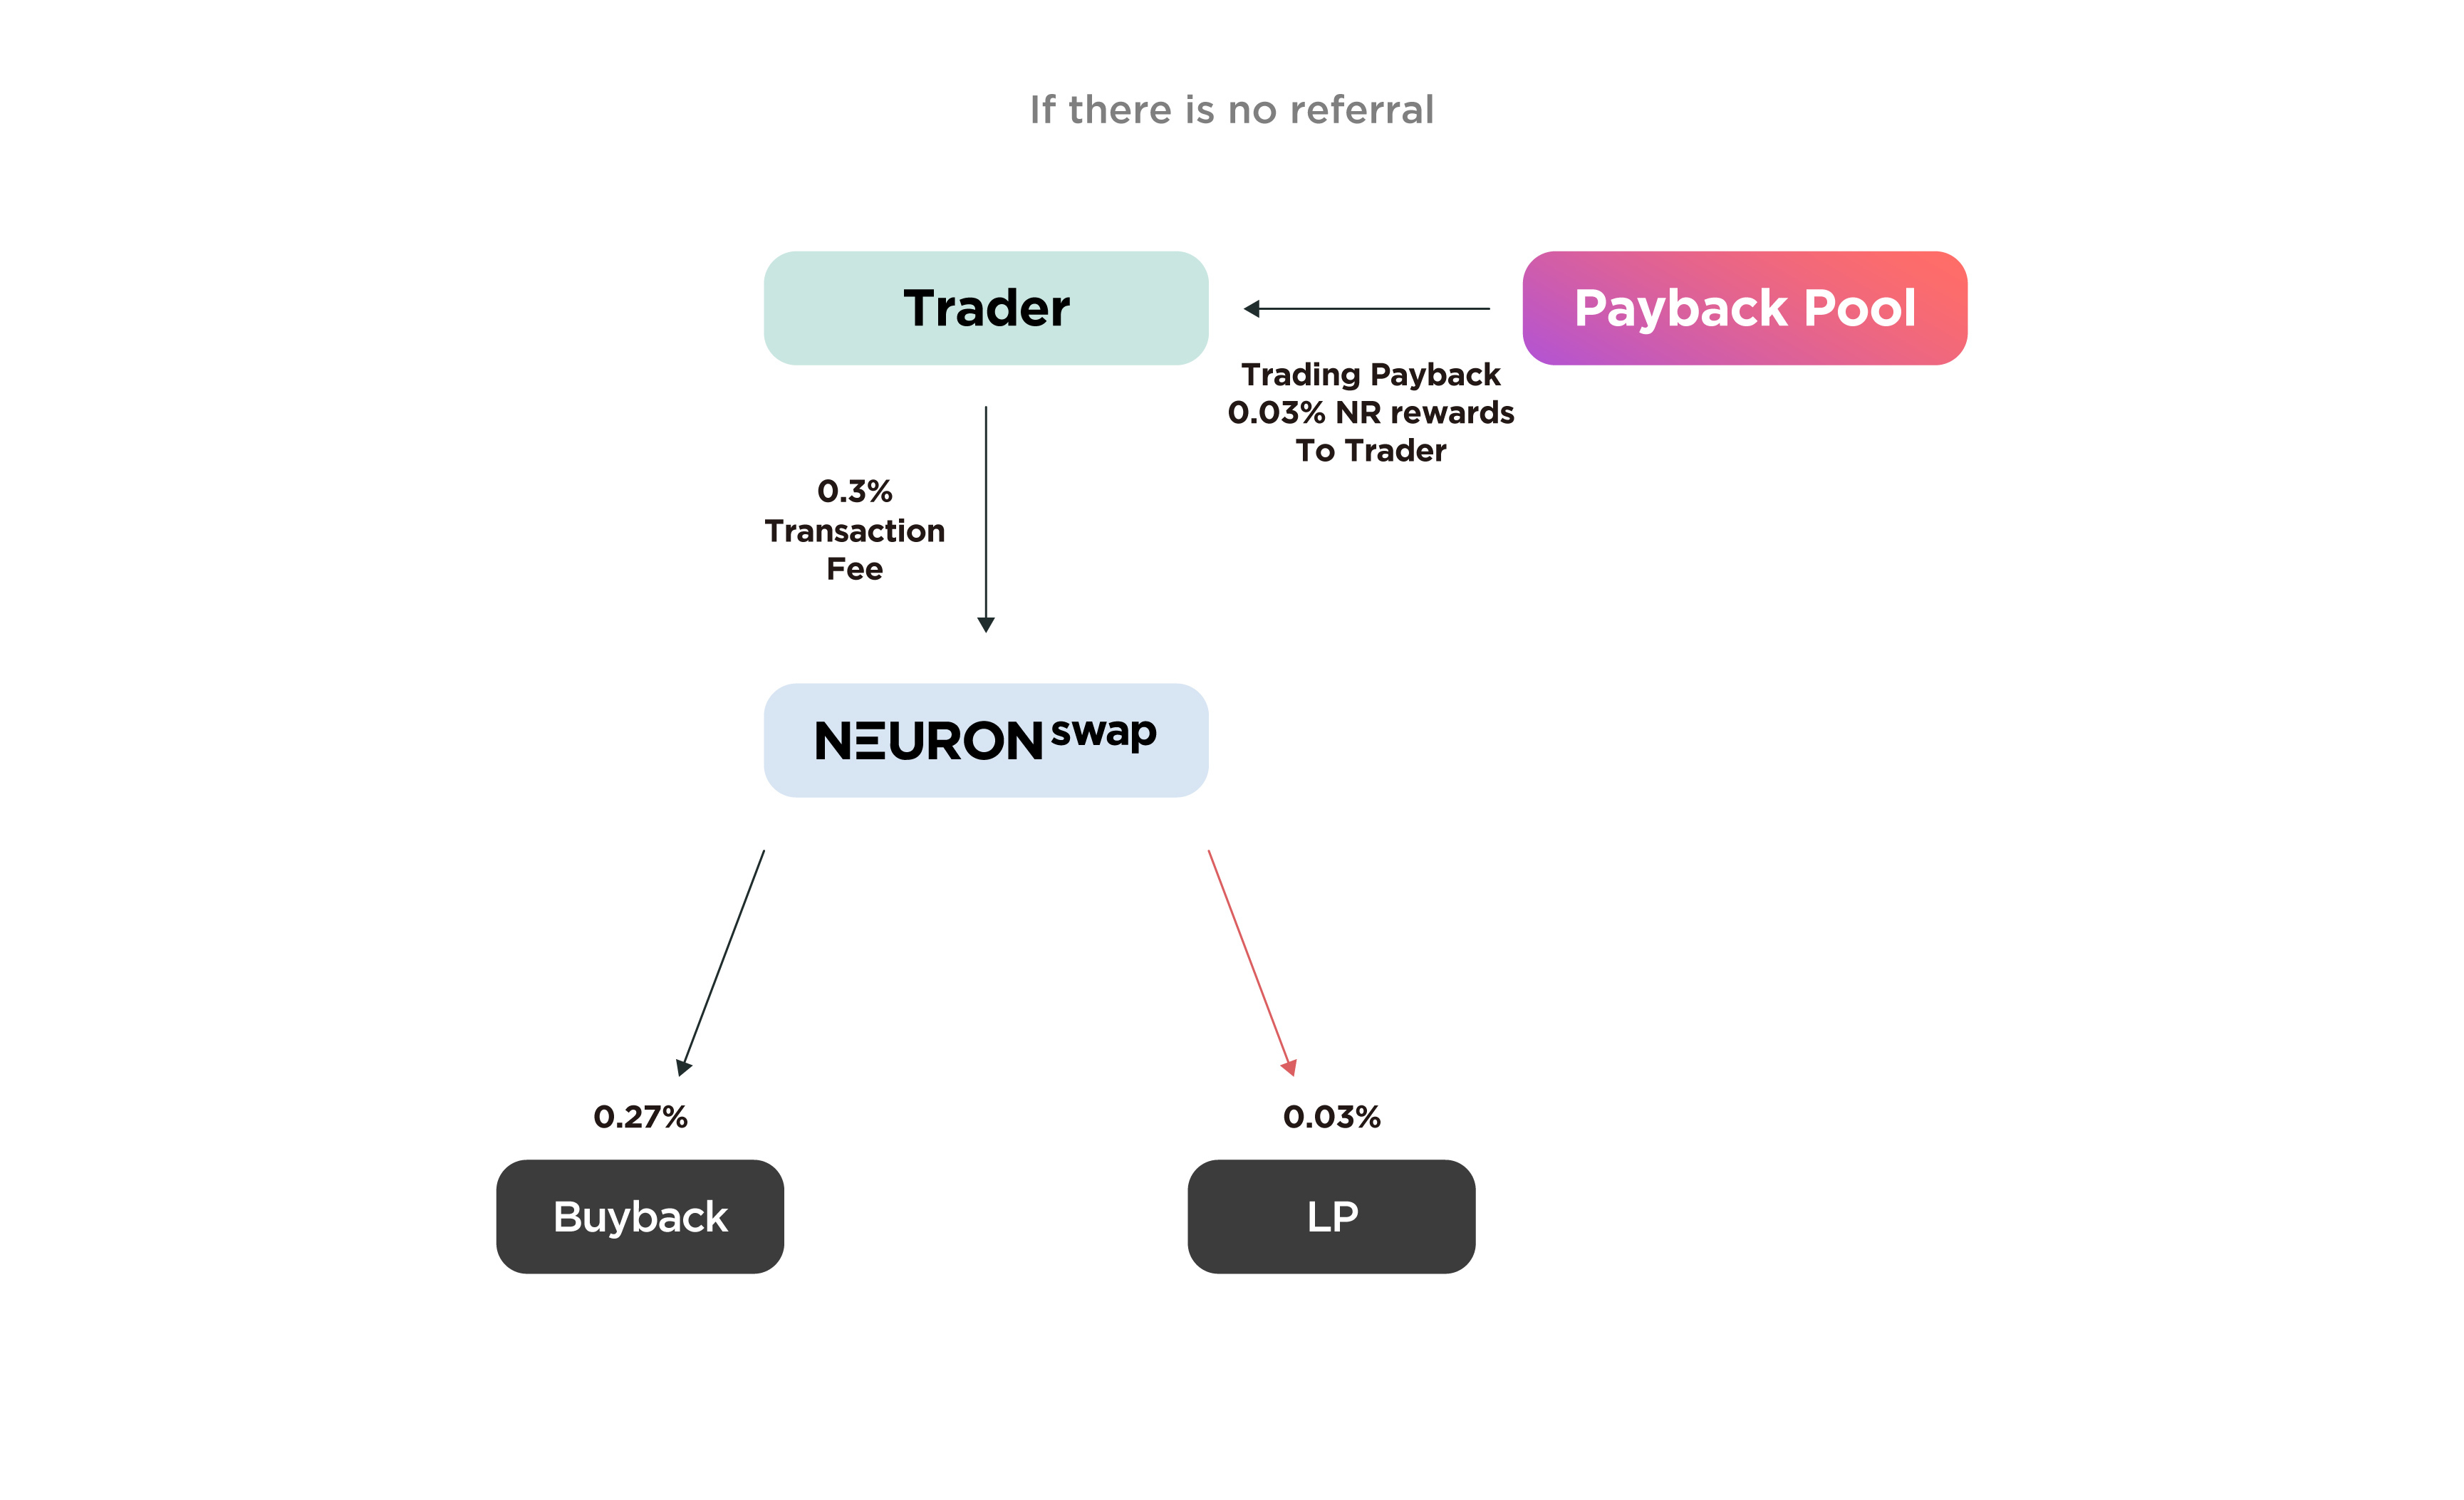 If there is no referral
Trader
Payback Pool
Trading Payback
0.03% NR rewards
To Trader
0.3%
Transaction
Fee
NEURON swap
0.27%
0.03%
Buyback
LP